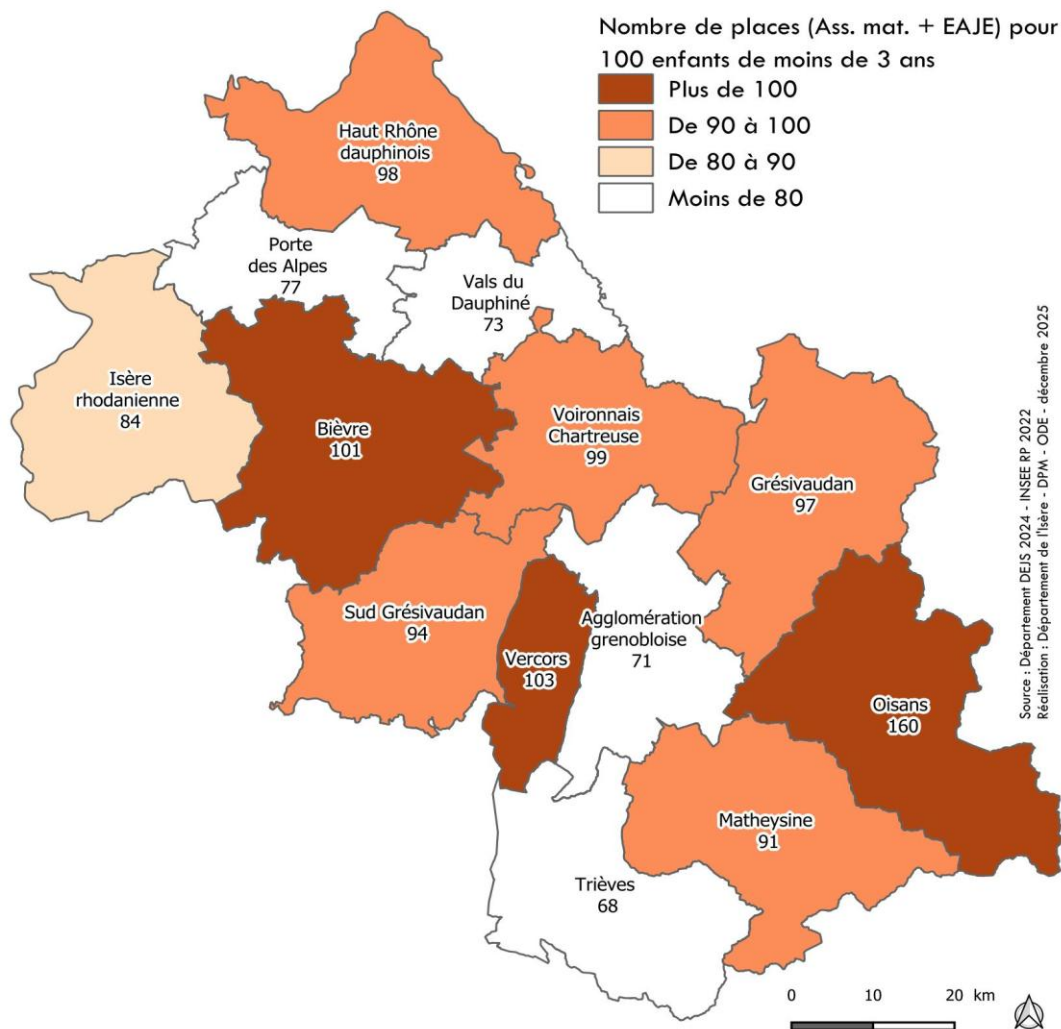 Nombre de places (Ass. mat. + EAJE) pour
100 enfants de moins de 3 ans
Plus de 100
De 90 à 100
De 80 à 90
Moins de 80
Haut Rhône
dauphinois
98
Porte
des Alpes
77
Vals du
Dauphiné
73
Isère
rhodanienne
84
Bièvre
101
Voironnais
Chartreuse
99
Grésivaudan
97
Sud Grésivaudan
94
Vercors
103
Agglomération
grenobloise
71
Oisans
160
Matheysine
91
Trièves
68
Source : Département DEJS 2024 - INSEE RP 2022
Réalisation : Département de l'Isère - DPM - ODE - décembre 2025
0 10 20 km